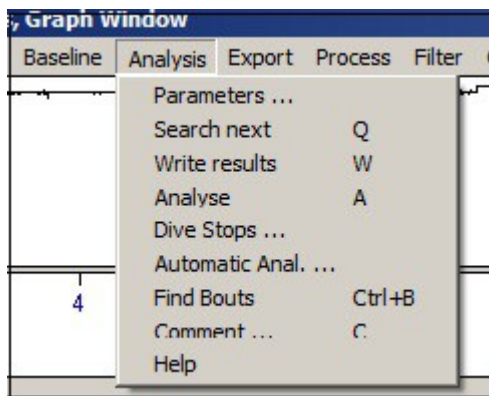 , Graph Window
Baseline Analysis Export Process Filter
Parameters ...
Search next Q
Write results W
Analyse A
Dive Stops ...
Automatic Anal. ...
Find Bouts Ctrl+B
4
Comment ... C
Help